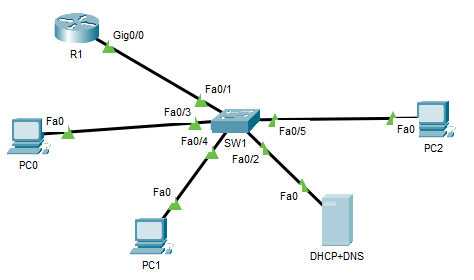 Gig0/0
R1
Fa0/1
Fa0/3
Fa0
Fa0/5
Fa0/4
SW1
Fa0
PC2
PC0
Fa0/2
Fa0
Fa0
PC1
DHCP+DNS